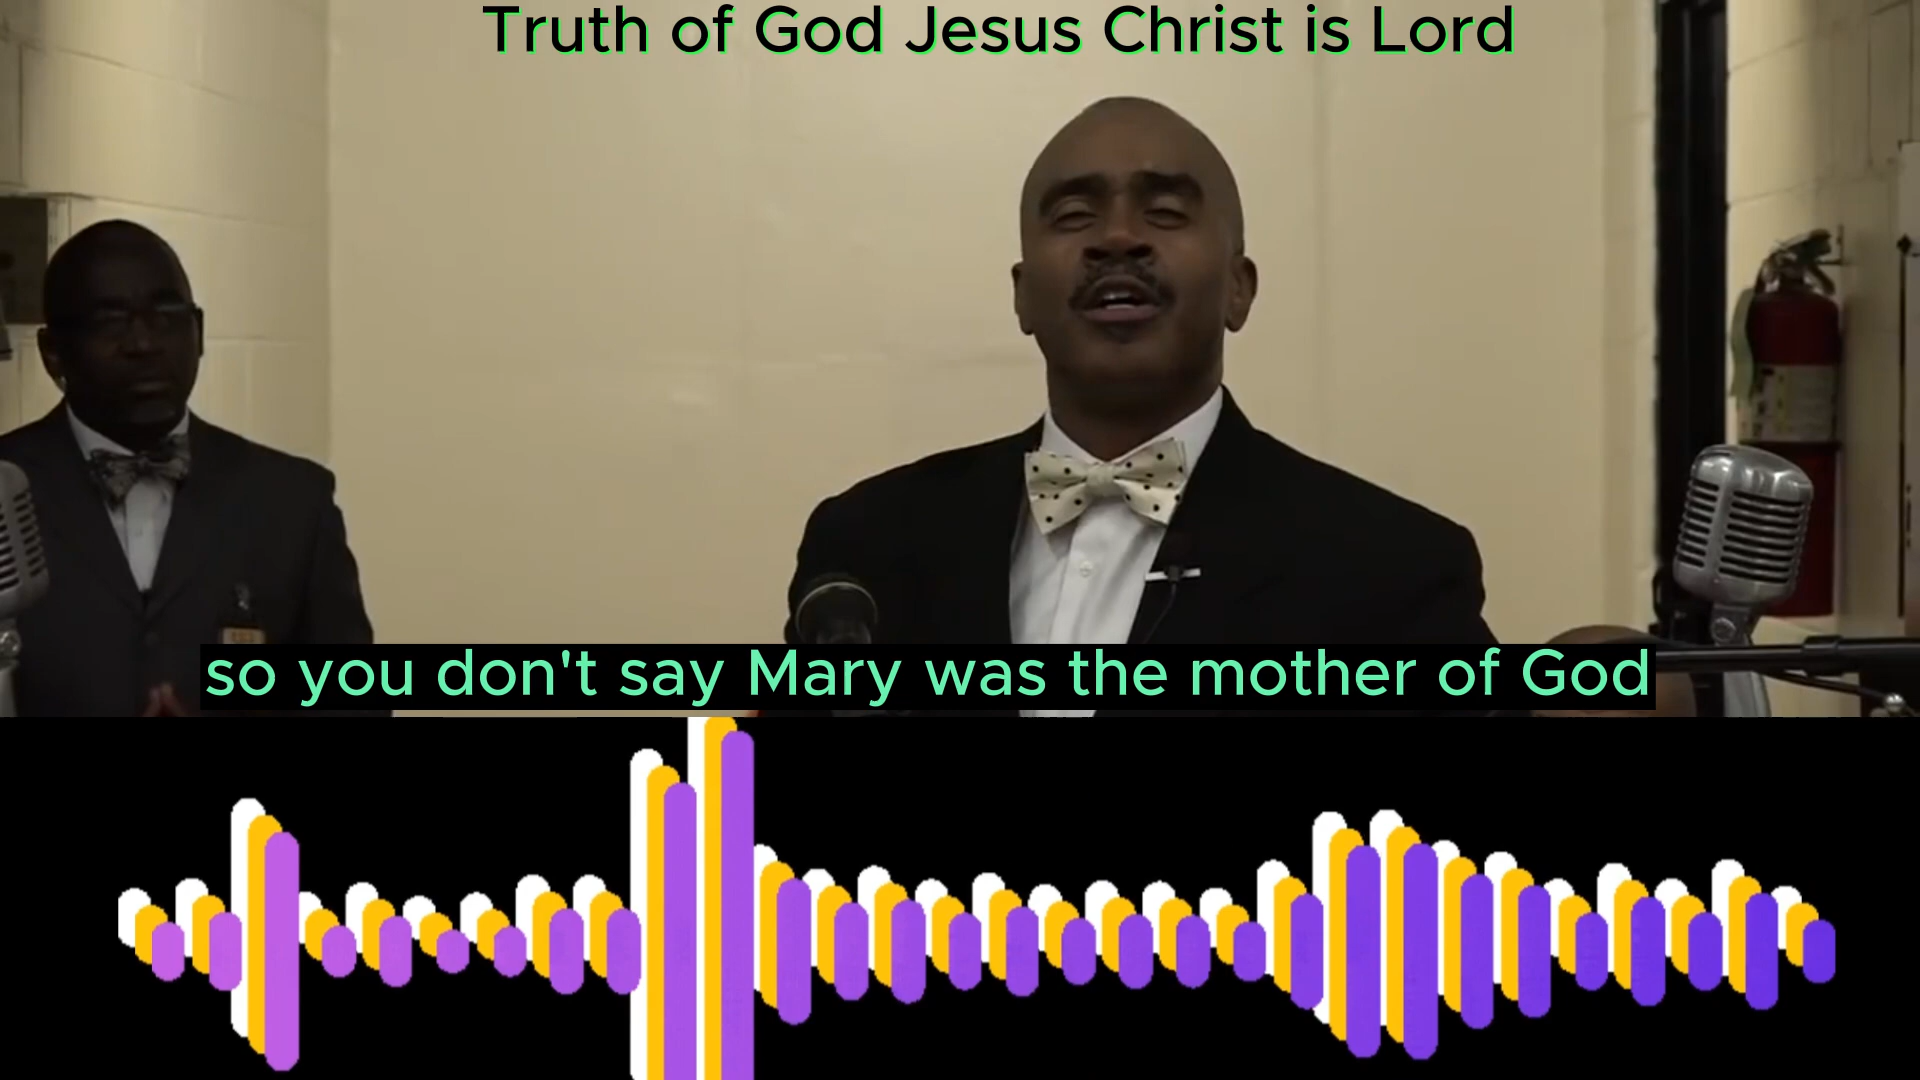 Truth of God Jesus Christ is Lord
so you don't say Mary was the mother of God